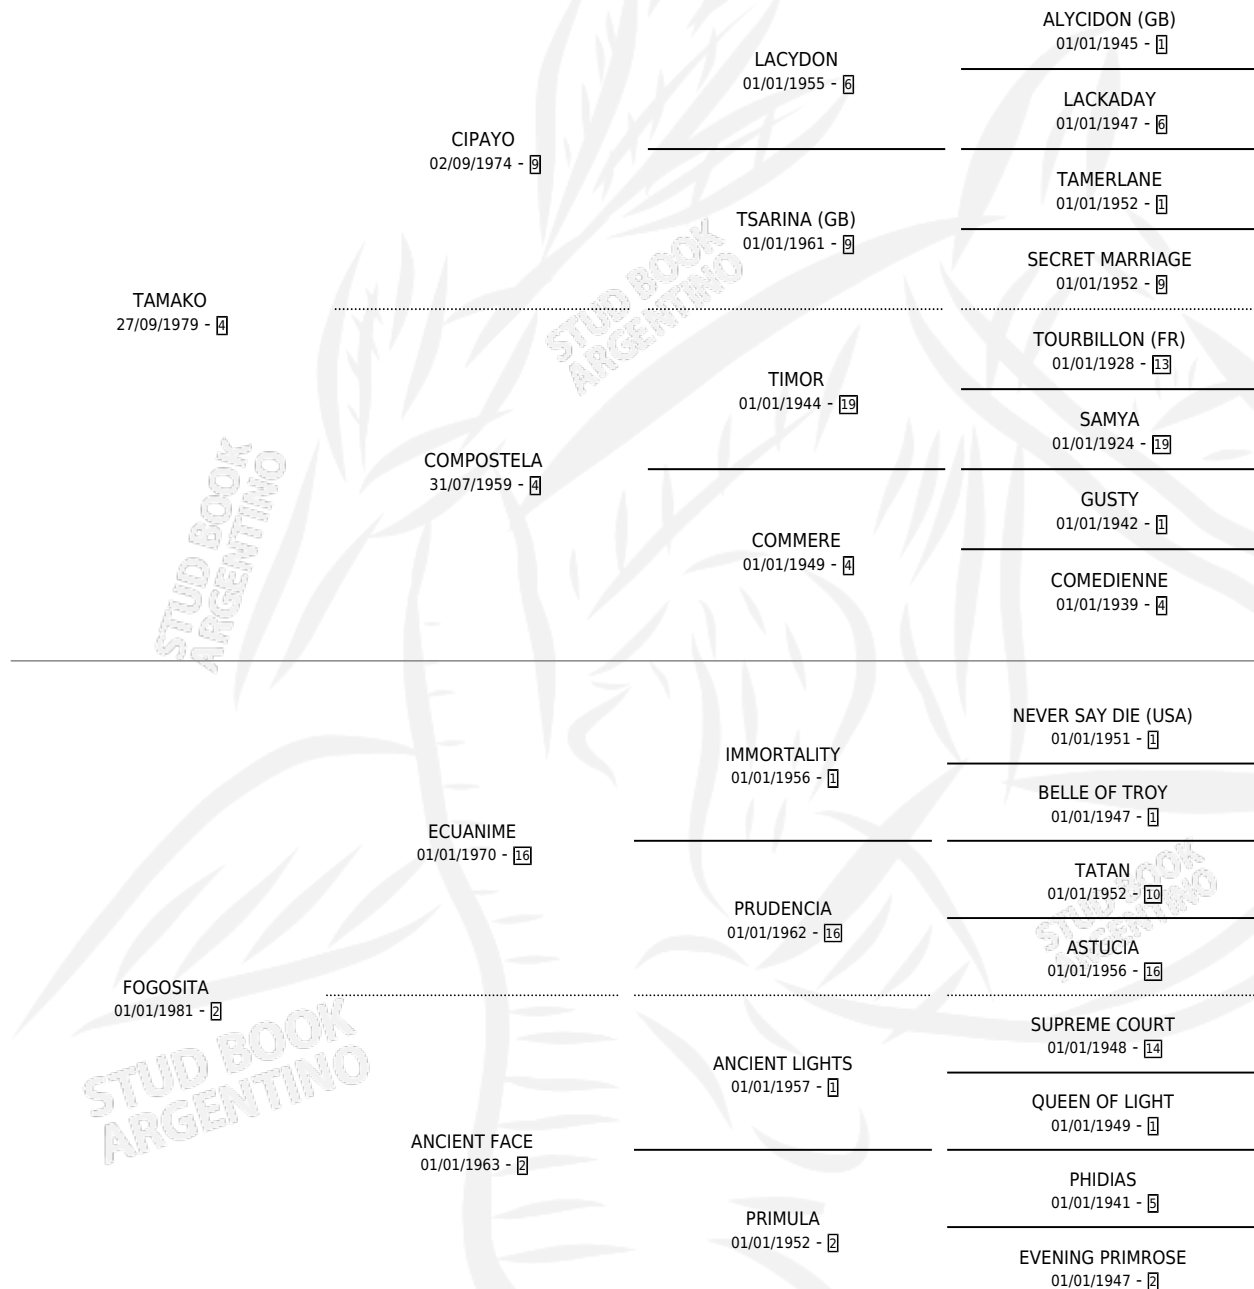 ALYCIDON (GB)
01/01/1945 - 1
LACYDON
01/01/1955 - 6
LACKADAY
01/01/1947 - 6
CIPAYO
02/09/1974 - 9
TAMERLANE
01/01/1952 - 1
TSARINA (GB)
01/01/1961 - 9
SECRET MARRIAGE
01/01/1952 - 9
TAMAKO
27/09/1979 - 4
STUD BOOK
ARGENTINO
TOURBILLON (FR)
01/01/1928 - 13
TIMOR
01/01/1944 - 19
SAMYA
01/01/1924 - 19
COMPOSTELA
31/07/1959 - 4
GUSTY
01/01/1942 - 1
COMMERE
01/01/1949 - 4
COMEDIENNE
01/01/1939 - 4
STUD BOOK
ARGENTINO
NEVER SAY DIE (USA)
01/01/1951 - 1
IMMORTALITY
01/01/1956 - 1
BELLE OF TROY
01/01/1947 - 1
ECUANIME
01/01/1970 - 16
TATAN
01/01/1952 - 10
PRUDENCIA
01/01/1962 - 16
STUD BOOK
ARGENTINO
ASTUCIA
01/01/1956 - 16
FOGOSITA
01/01/1981 - 2
SUPREME COURT
01/01/1948 - 14
STUD BOOK
ARGENTINO
ANCIENT LIGHTS
01/01/1957 - 1
QUEEN OF LIGHT
01/01/1949 - 1
ANCIENT FACE
01/01/1963 - 2
PHIDIAS
01/01/1941 - 5
PRIMULA
01/01/1952 - 2
EVENING PRIMROSE
01/01/1947 - 2